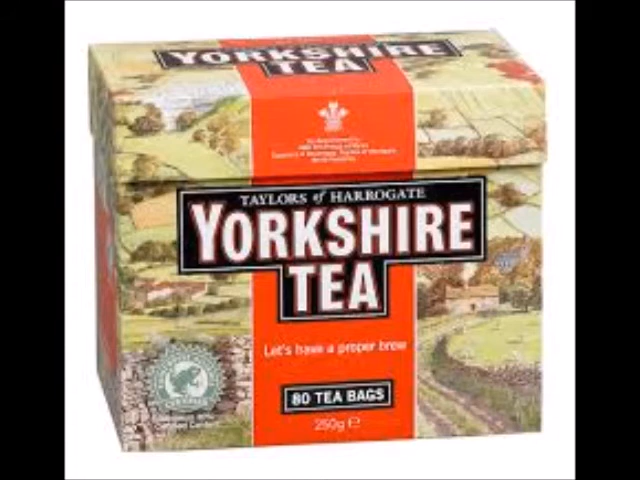 YORKSHIRE
TEA
TAYLORS of HARROGATE
YORKSHIRE
TEA
Let's have a proper brew
80 TEA BAGS
250g ℮